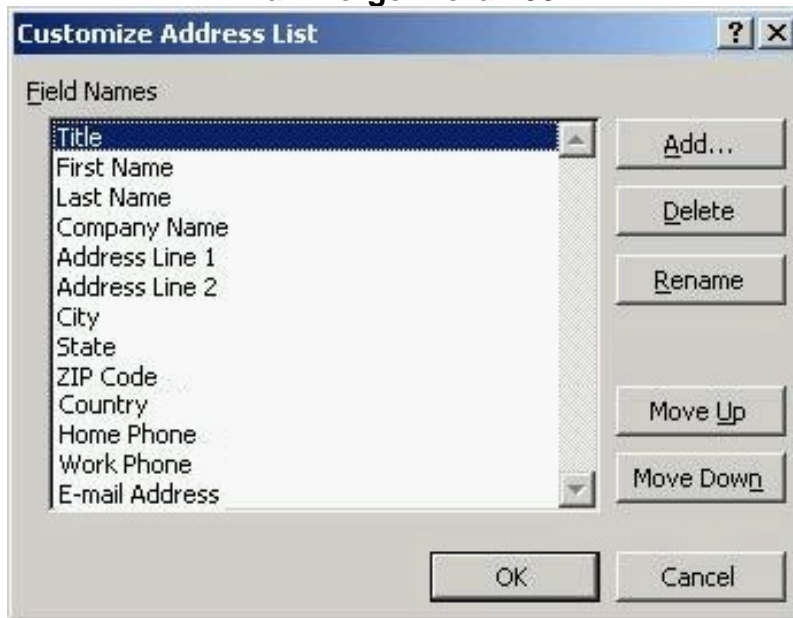 Customize Address List
?
Field Names
Title
First Name
Last Name
Company Name
Address Line 1
Address Line 2
City
State
ZIP Code
Country
Home Phone
Work Phone
E-mail Address
Add...
Delete
Rename
Move Up
Move Down
OK
Cancel